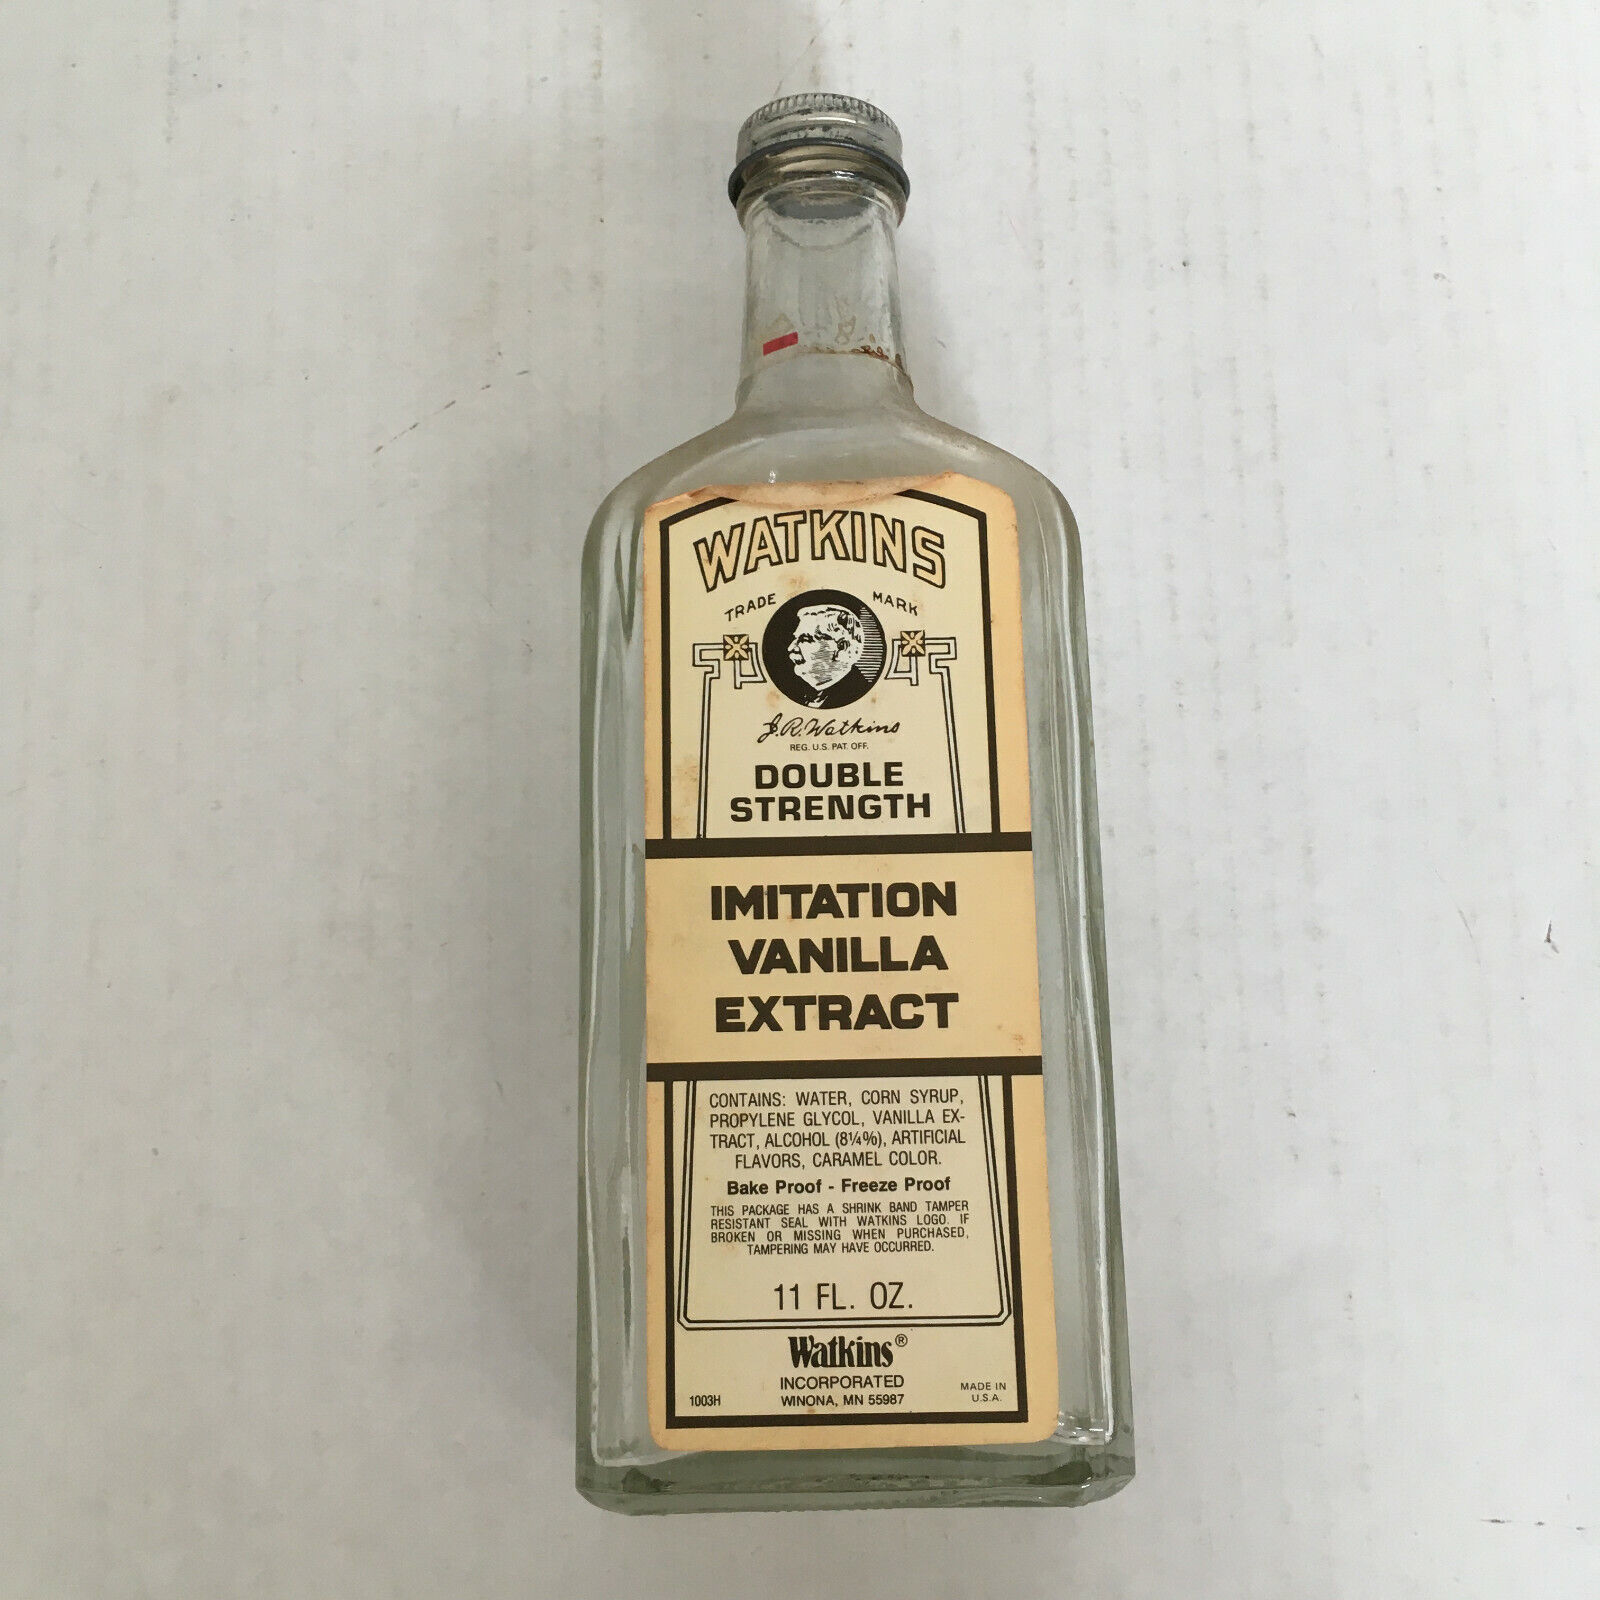 WATKINS
TRADE MARK
J.R. Watkins
REG. U.S. PAT. OFF.
DOUBLE
STRENGTH
IMITATION
VANILLA
EXTRACT
CONTAINS: WATER, CORN SYRUP,
PROPYLENE GLYCOL, VANILLA EX-
TRACT, ALCOHOL (8¼%), ARTIFICIAL
FLAVORS, CARAMEL COLOR.
Bake Proof - Freeze Proof
THIS PACKAGE HAS A SHRINK BAND TAMPER
RESISTANT SEAL WITH WATKINS LOGO. IF
BROKEN OR MISSING WHEN PURCHASED,
TAMPERING MAY HAVE OCCURRED.
11 FL. OZ.
Watkins®
INCORPORATED
WINONA, MN 55987
1003H
MADE IN
U.S.A.